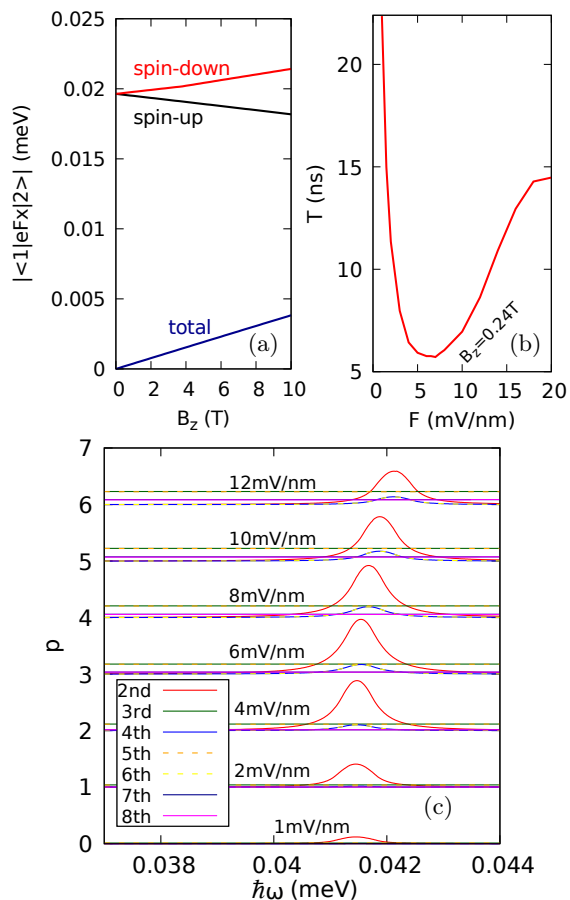 |<1|eFx|2>| (meV)
0.025
0.02
0.015
0.01
0.005
0
spin-down
spin-up
total
(a)
0 2 4 6 8 10
B_z (T)
T (ns)
20
15
10
5
B_z=0.24T
(b)
0 5 10 15 20
F (mV/nm)
p
7
6
5
4
3
2
1
0
12mV/nm
10mV/nm
8mV/nm
6mV/nm
4mV/nm
2mV/nm
1mV/nm
2nd
3rd
4th
5th
6th
7th
8th
(c)
0.038 0.04 0.042 0.044
ℏω (meV)